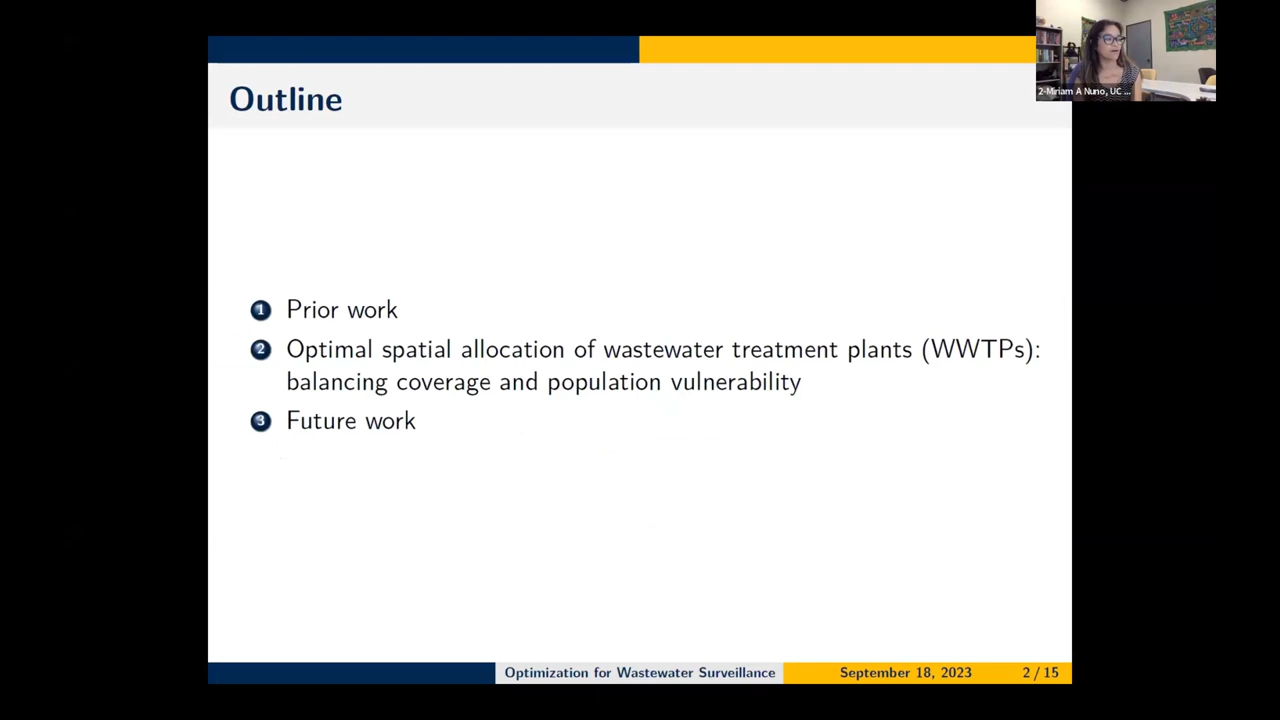 2-Miriam A Nuno, UC ...
Outline
1 Prior work
2 Optimal spatial allocation of wastewater treatment plants (WWTPs):
balancing coverage and population vulnerability
3 Future work
Optimization for Wastewater Surveillance September 18, 2023 2 / 15